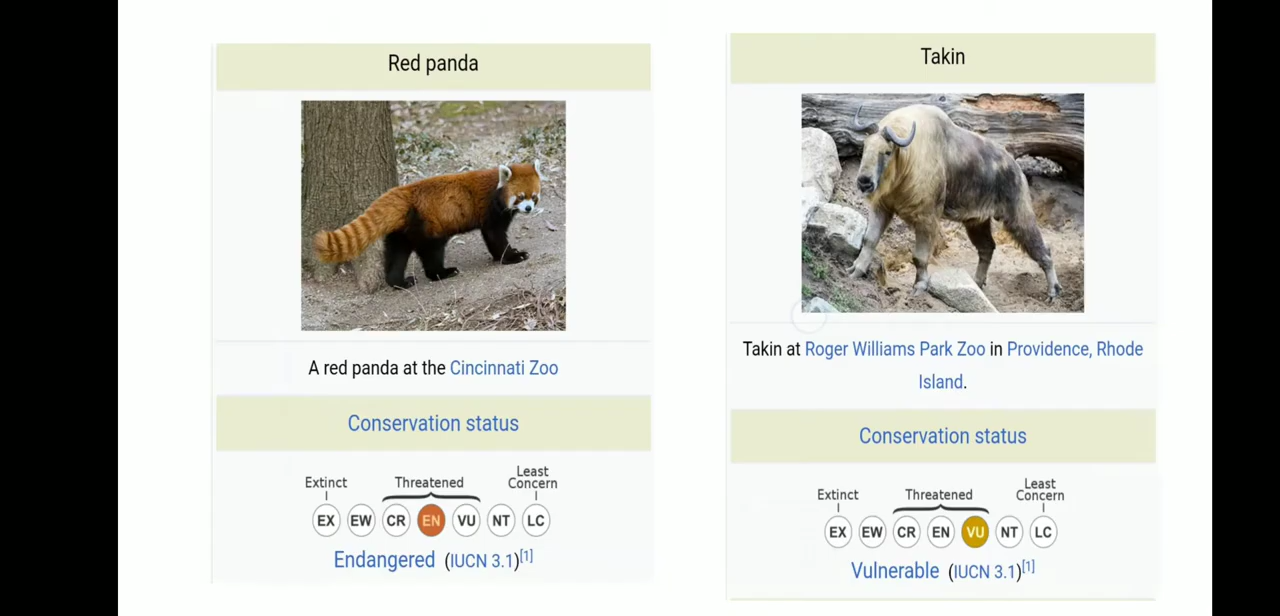 Red panda
A red panda at the Cincinnati Zoo
Conservation status
Extinct Threatened Least
Concern
EX EW CR EN VU NT LC
Endangered (IUCN 3.1)[1]
Takin
Takin at Roger Williams Park Zoo in Providence, Rhode
Island.
Conservation status
Extinct Threatened Least
Concern
EX EW CR EN VU NT LC
Vulnerable (IUCN 3.1)[1]